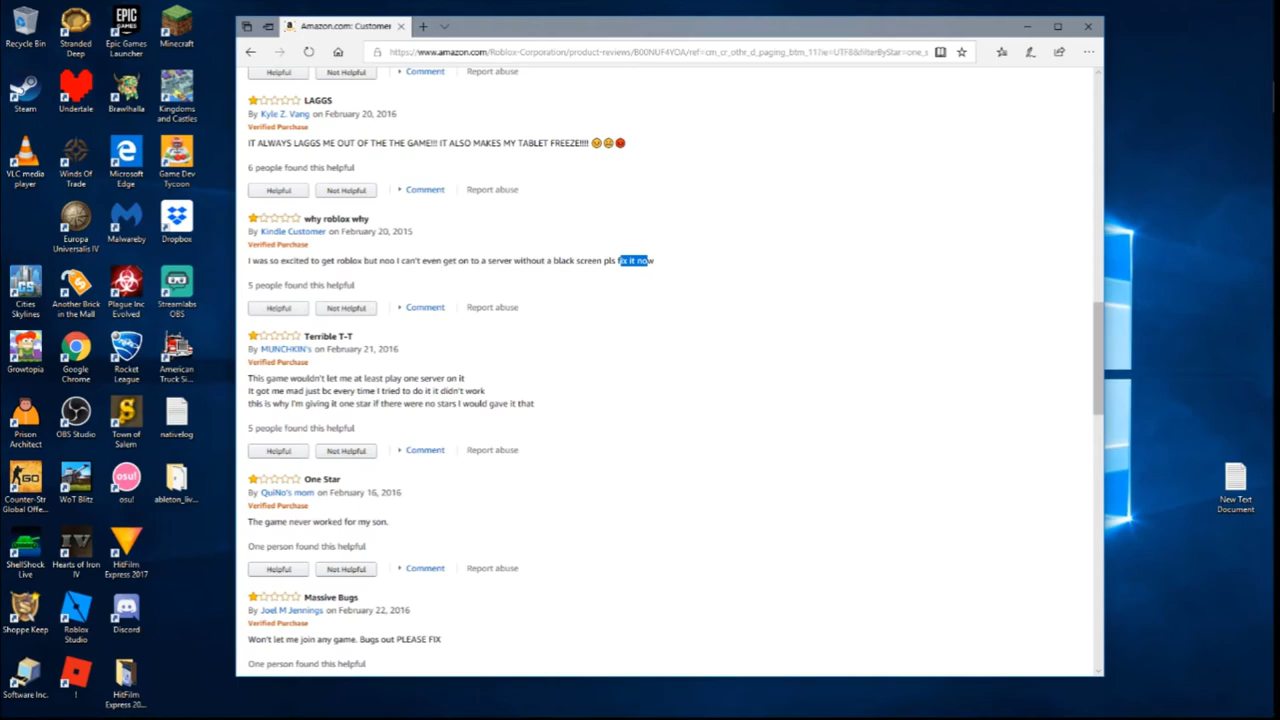 Amazon.com: Customer
https://www.amazon.com/Roblox-Corporation/product-reviews/B00NUF4YOA/ref=cm_cr_othr_d_paging_btm_11?ie=UTF8&filterByStar=one_s
Helpful Not Helpful Comment Report abuse
LAGGS
By Kyle Z. Vang on February 20, 2016
Verified Purchase
IT ALWAYS LAGGS ME OUT OF THE THE GAME!!! IT ALSO MAKES MY TABLET FREEZE!!!!
6 people found this helpful
Helpful Not Helpful Comment Report abuse
why roblox why
By Kindle Customer on February 20, 2015
Verified Purchase
I was so excited to get roblox but noo I can't even get on to a server without a black screen pls fix it now
5 people found this helpful
Helpful Not Helpful Comment Report abuse
Terrible T-T
By MUNCHKIN's on February 21, 2016
Verified Purchase
This game wouldn't let me at least play one server on it
It got me mad just bc every time I tried to do it it didn't work
this is why I'm giving it one star if there were no stars I would gave it that
5 people found this helpful
Helpful Not Helpful Comment Report abuse
One Star
By QuiNo's mom on February 16, 2016
Verified Purchase
The game never worked for my son.
One person found this helpful
Helpful Not Helpful Comment Report abuse
Massive Bugs
By Joel M Jennings on February 22, 2016
Verified Purchase
Won't let me join any game. Bugs out PLEASE FIX
One person found this helpful
Recycle Bin
Stranded
Deep
Epic Games
Launcher
Minecraft
Steam
Undertale
Brawlhalla
Kingdoms
and Castles
VLC media
player
Winds Of
Trade
Microsoft
Edge
Game Dev
Tycoon
Europa
Universalis IV
Malwareby
Dropbox
Cities
Skylines
Another Brick
in the Mall
Plague Inc
Evolved
Streamlabs
OBS
Growtopia
Google
Chrome
Rocket
League
American
Truck Si...
Prison
Architect
OBS Studio
Town of
Salem
nativelog
Counter-Str
Global Offe...
WoT Blitz
osu!
ableton_liv...
ShellShock
Live
Hearts of Iron
IV
HitFilm
Express 2017
Shoppe Keep
Roblox
Studio
Discord
Software Inc.
!
HitFilm
Express 20...
New Text
Document
EPIC
GAMES
GO
IV
osu!
S